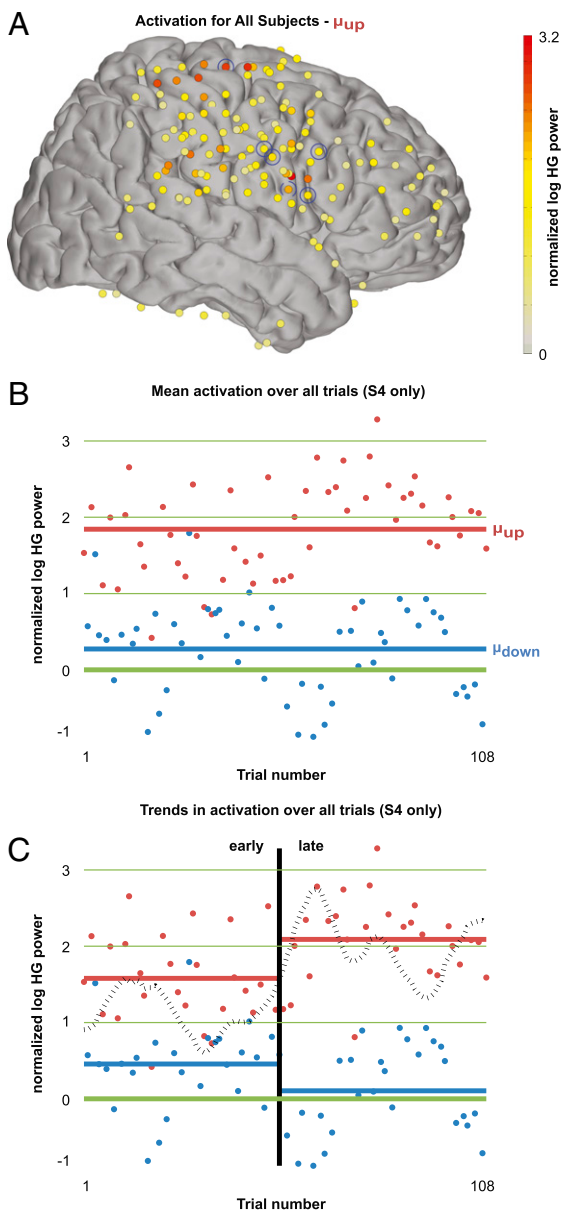 A
Activation for All Subjects - μup
3.2
normalized log HG power
0
B
Mean activation over all trials (S4 only)
normalized log HG power
3
2
1
0
-1
μup
μdown
1
108
Trial number
Trends in activation over all trials (S4 only)
C
early
late
normalized log HG power
3
2
1
0
-1
1
108
Trial number